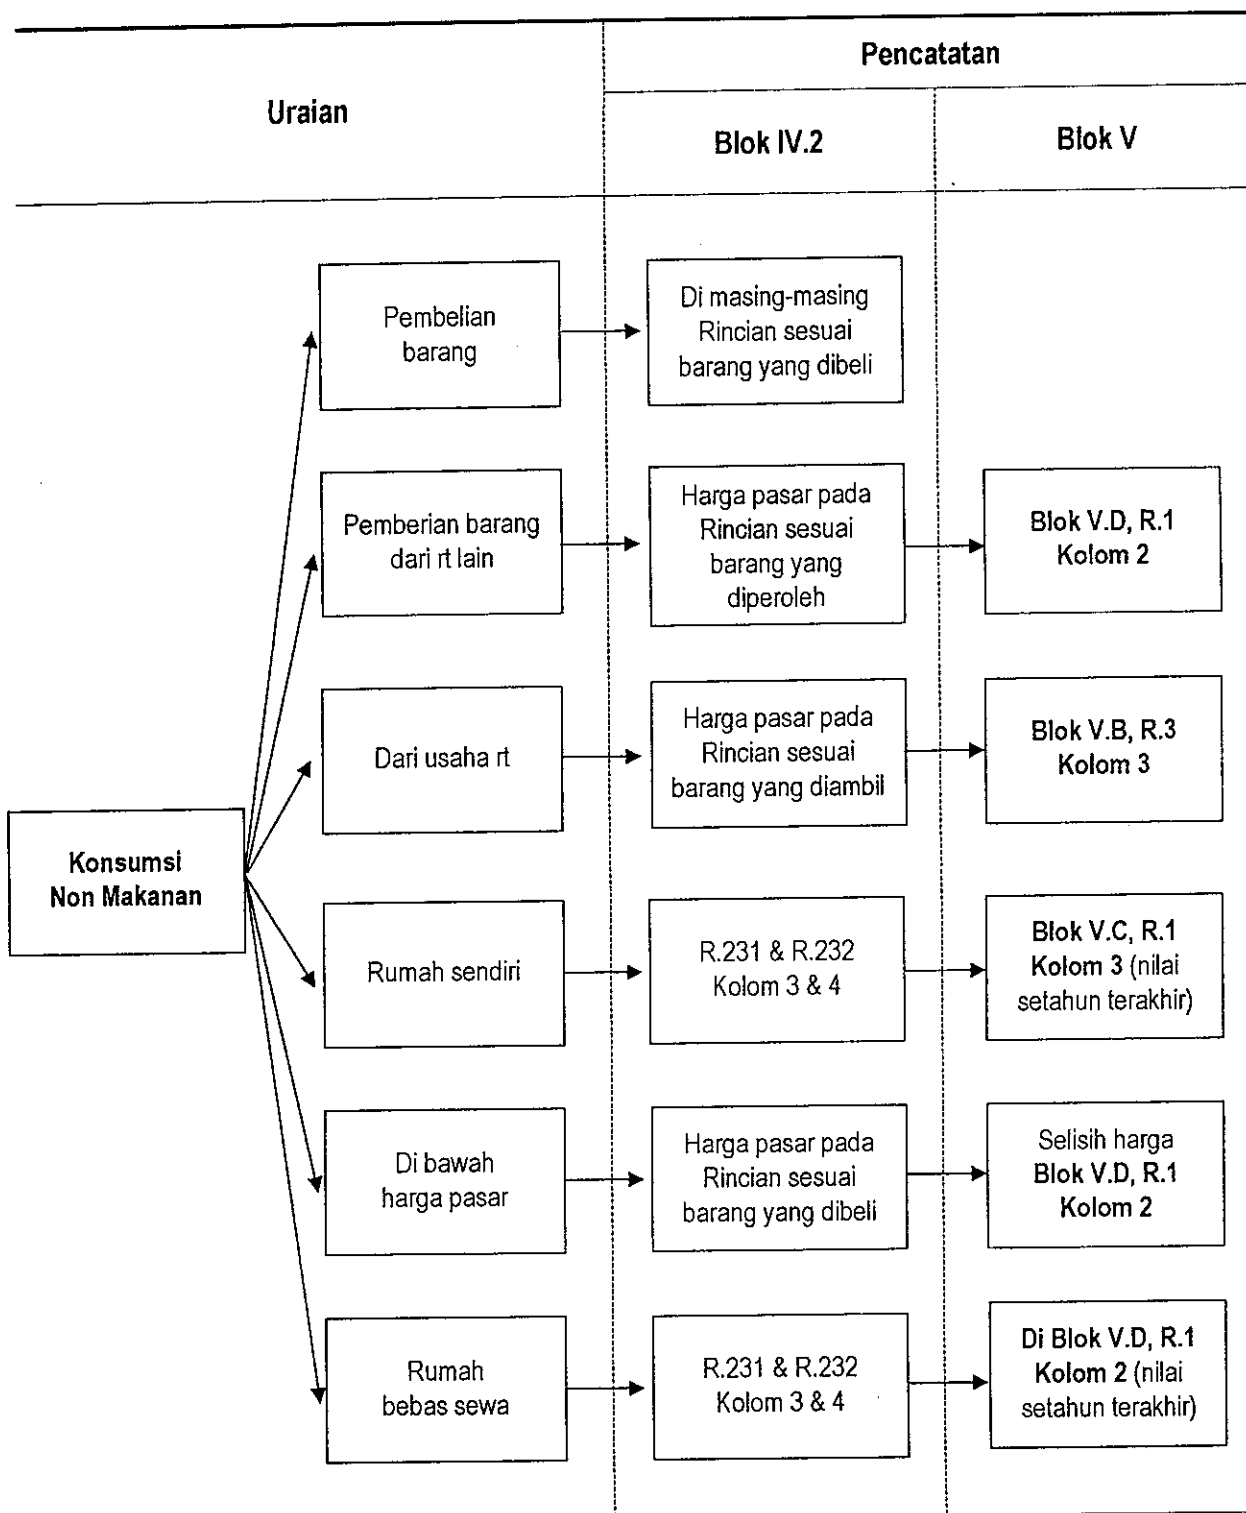 Pencatatan
Uraian
Blok IV.2
Blok V
Pembelian
barang
Di masing-masing
Rincian sesuai
barang yang dibeli
Pemberian barang
dari rt lain
Harga pasar pada
Rincian sesuai
barang yang
diperoleh
Blok V.D, R.1
Kolom 2
Dari usaha rt
Harga pasar pada
Rincian sesuai
barang yang diambil
Blok V.B, R.3
Kolom 3
Konsumsi
Non Makanan
Rumah sendiri
R.231 & R.232
Kolom 3 & 4
Blok V.C, R.1
Kolom 3 (nilai
setahun terakhir)
Di bawah
harga pasar
Harga pasar pada
Rincian sesuai
barang yang dibeli
Selisih harga
Blok V.D, R.1
Kolom 2
Rumah
bebas sewa
R.231 & R.232
Kolom 3 & 4
Di Blok V.D, R.1
Kolom 2 (nilai
setahun terakhir)